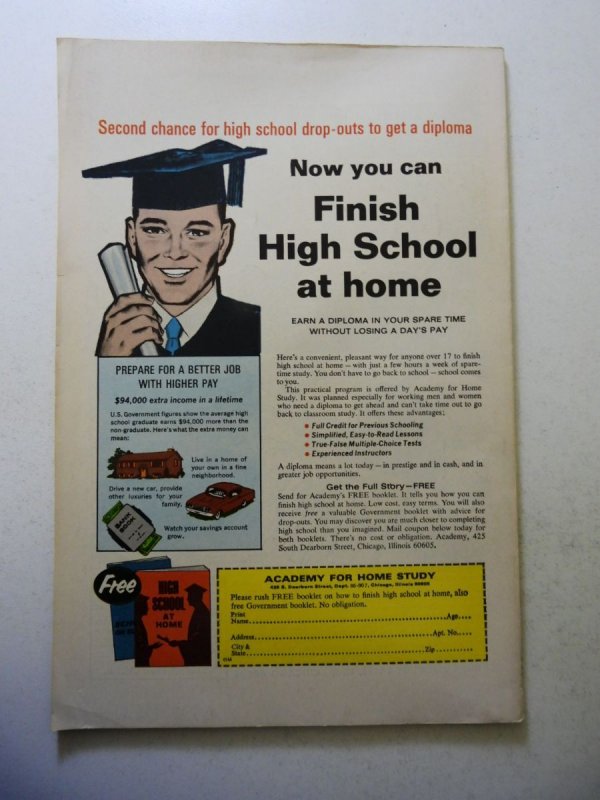 Second chance for high school drop-outs to get a diploma
Now you can
Finish
High School
at home
EARN A DIPLOMA IN YOUR SPARE TIME
WITHOUT LOSING A DAY'S PAY
PREPARE FOR A BETTER JOB
WITH HIGHER PAY
$94,000 extra income in a lifetime
U.S. Government figures show the average high
school graduate earns $94,000 more than the
non-graduate. Here's what the extra money can
mean:
Live in a home of
your own in a fine
neighborhood.
Drive a new car, provide
other luxuries for your
family.
BANK
BOOK
Watch your savings account
grow.
Here's a convenient, pleasant way for anyone over 17 to finish
high school at home — with just a few hours a week of spare-
time study. You don't have to go back to school — school comes
to you.
This practical program is offered by Academy for Home
Study. It was planned especially for working men and women
who need a diploma to get ahead and can't take time out to go
back to classroom study. It offers these advantages:
• Full Credit for Previous Schooling
• Simplified, Easy-to-Read Lessons
• True-False Multiple-Choice Tests
• Experienced Instructors
A diploma means a lot today — in prestige and in cash, and in
greater job opportunities.
Get the Full Story—FREE
Send for Academy's FREE booklet. It tells you how you can
finish high school at home. Low cost, easy terms. You will also
receive free a valuable Government booklet with advice for
drop-outs. You may discover you are much closer to completing
high school than you imagined. Mail coupon below today for
both booklets. There's no cost or obligation. Academy, 425
South Dearborn Street, Chicago, Illinois 60605.
Free
HIGH
SCHOOL
AT
HOME
ACADEMY FOR HOME STUDY
425 S. Dearborn Street, Dept. Chicago, Illinois 60605
Please rush FREE booklet on how to finish high school at home, also
free Government booklet. No obligation.
Print
Name Age
Address Apt. No.
City &
State Zip